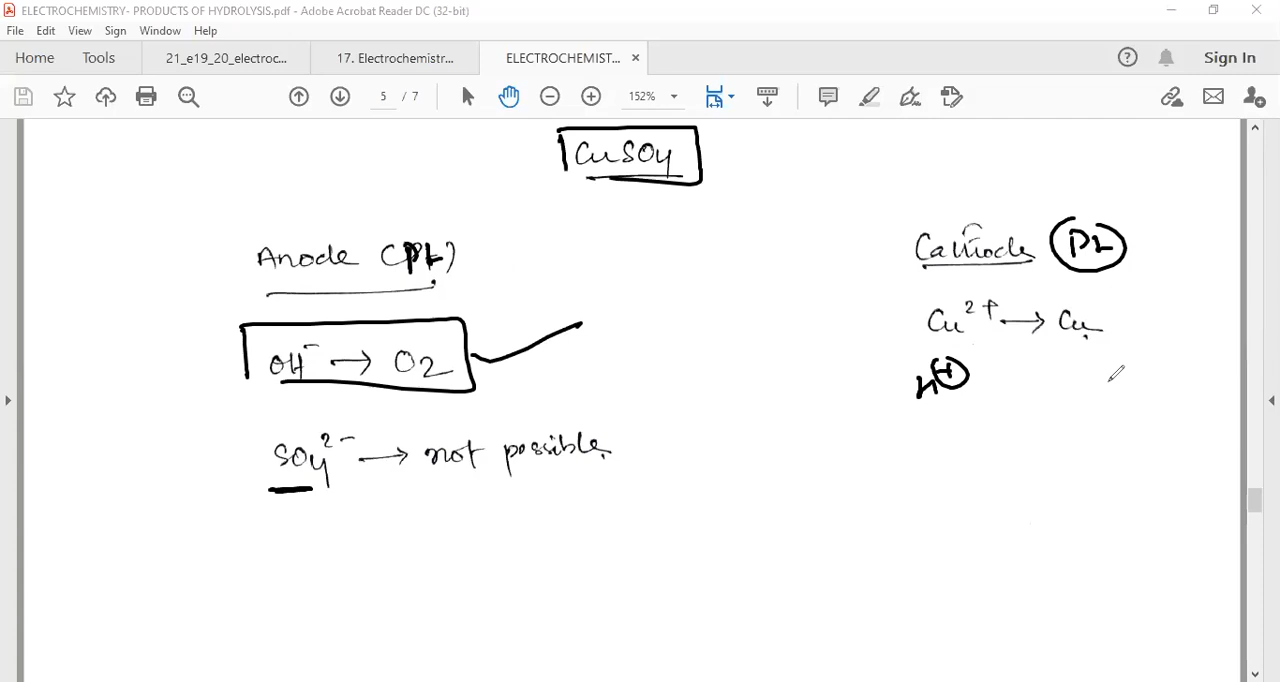 ELECTROCHEMISTRY- PRODUCTS OF HYDROLYSIS.pdf - Adobe Acrobat Reader DC (32-bit)
File Edit View Sign Window Help
Home Tools 21_e19_20_electroc... 17. Electrochemistr... ELECTROCHEMIST... ×
Sign In
5 / 7 152%
CuSO4
Anode (Pt)
Cathode Pt
OH⁻ → O2
Cu²⁺ → Cu
H⁺
SO4²⁻ → not possible.